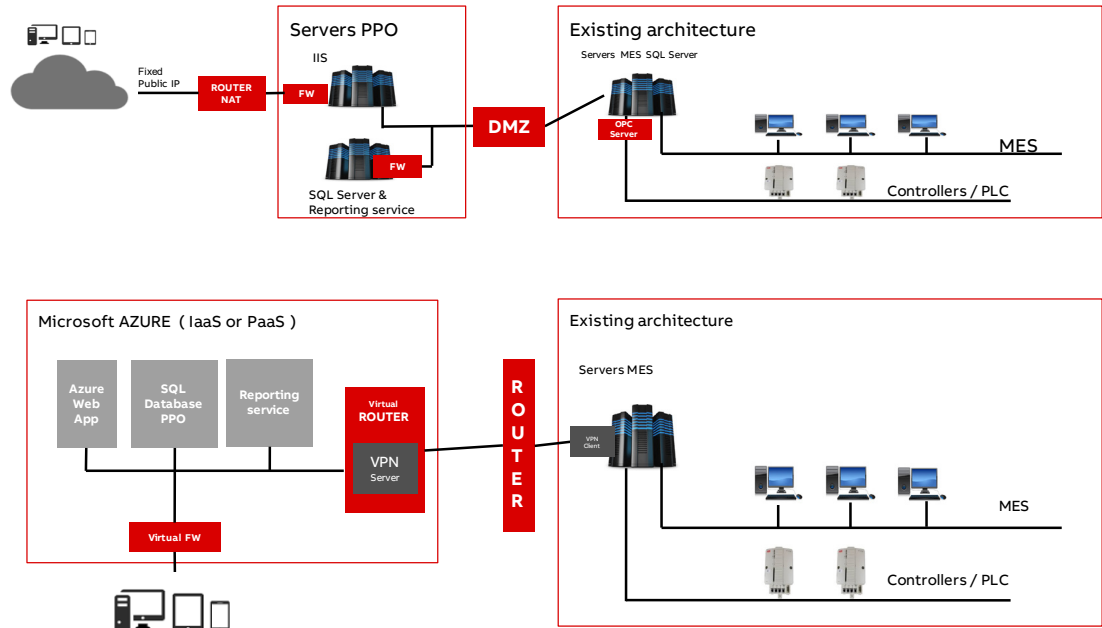 Servers PPO
IIS
Fixed
Public IP
ROUTER
NAT
FW
FW
SQL Server &
Reporting service
DMZ
Existing architecture
Servers MES SQL Server
OPC
Server
MES
Controllers / PLC
Microsoft AZURE ( IaaS or PaaS )
Azure
Web
App
SQL
Database
PPO
Reporting
service
Virtual
ROUTER
VPN
Server
Virtual FW
R
O
U
T
E
R
Existing architecture
Servers MES
VPN
Client
MES
Controllers / PLC